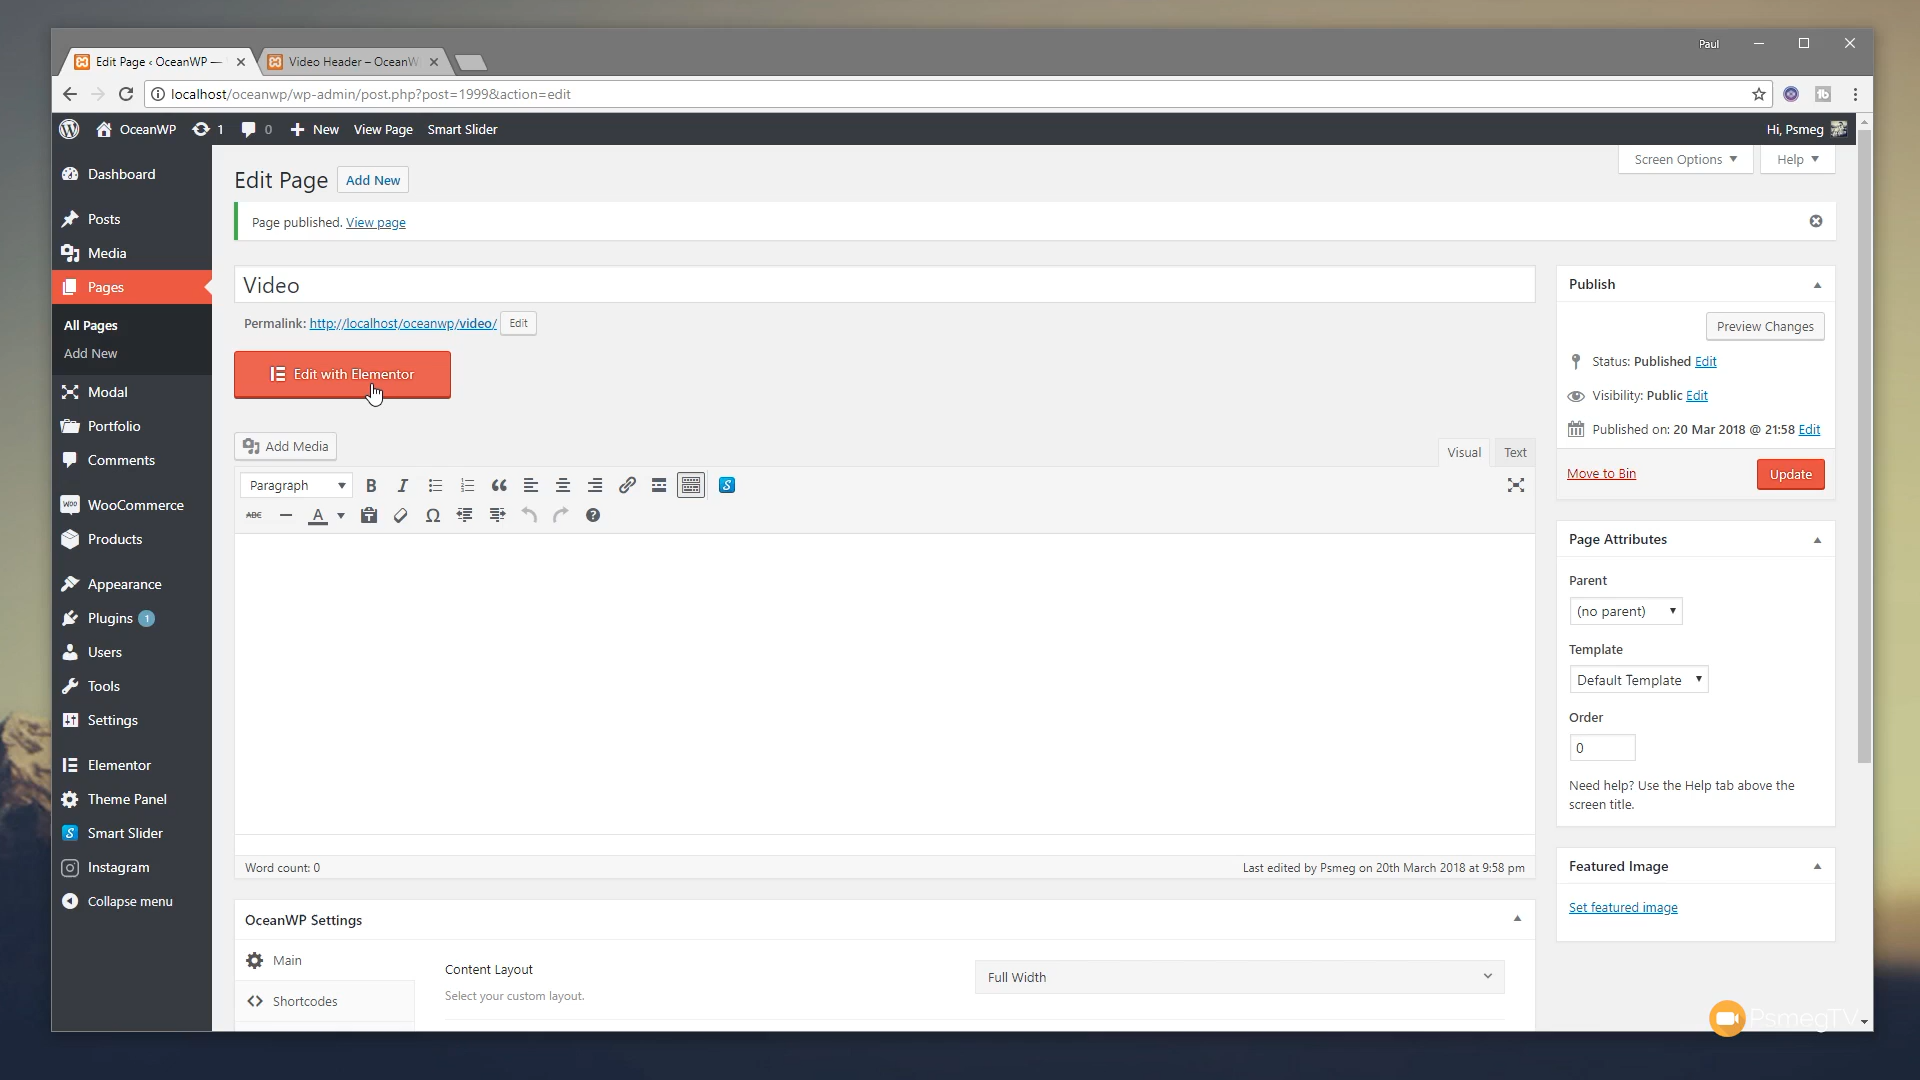 Paul
Edit Page ‹ OceanWP —
Video Header – OceanW
localhost/oceanwp/wp-admin/post.php?post=1999&action=edit
OceanWP 1 0 New View Page Smart Slider
Hi, Psmeg
Screen Options
Help
Dashboard
Posts
Media
Pages
All Pages
Add New
Modal
Portfolio
Comments
WOO WooCommerce
Products
Appearance
Plugins 1
Users
Tools
Settings
Elementor
Theme Panel
S Smart Slider
Instagram
Collapse menu
Edit Page Add New
Page published. View page
Video
Permalink: http://localhost/oceanwp/video/ Edit
Edit with Elementor
Add Media
Visual Text
Paragraph B I S
ABC A Ω ?
Word count: 0
Last edited by Psmeg on 20th March 2018 at 9:58 pm
OceanWP Settings
Main
Shortcodes
Content Layout
Select your custom layout.
Full Width
Publish
Preview Changes
Status: Published Edit
Visibility: Public Edit
Published on: 20 Mar 2018 @ 21:58 Edit
Move to Bin
Update
Page Attributes
Parent
(no parent)
Template
Default Template
Order
0
Need help? Use the Help tab above the
screen title.
Featured Image
Set featured image
PsmegTV